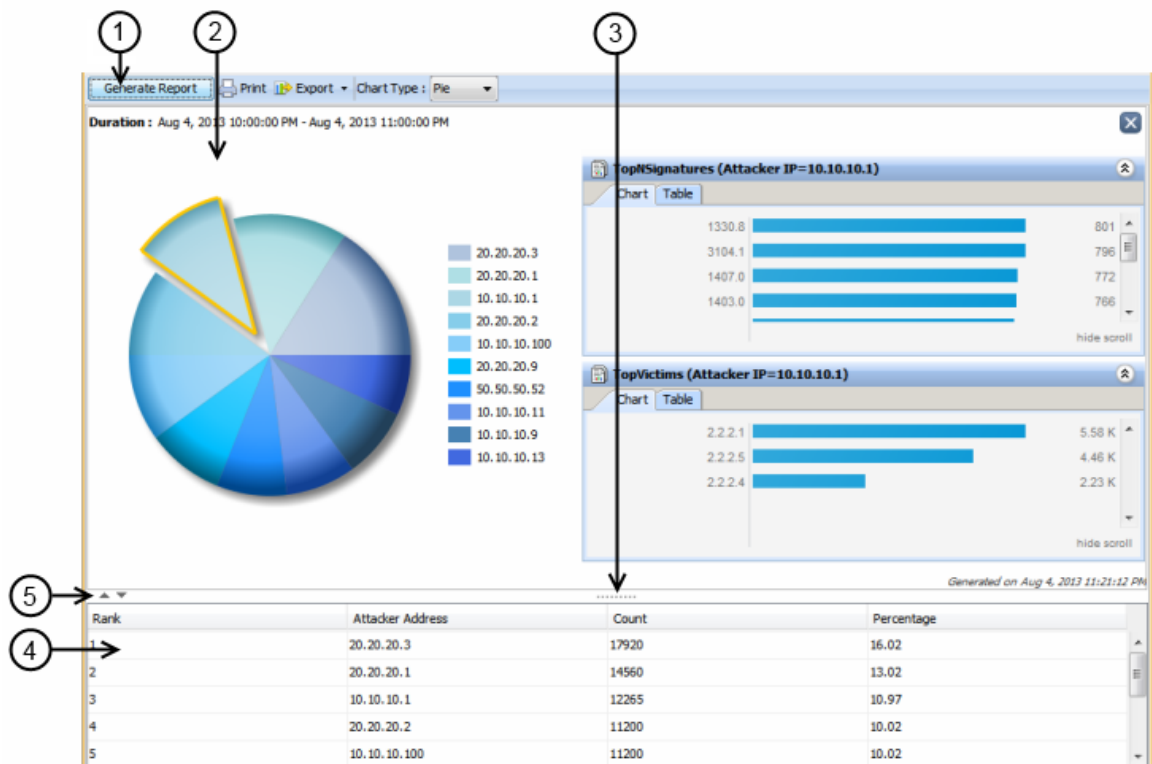 1 2 3
Generate Report Print Export Chart Type : Pie
Duration : Aug 4, 2013 10:00:00 PM - Aug 4, 2013 11:00:00 PM
20.20.20.3
20.20.20.1
10.10.10.1
20.20.20.2
10.10.10.100
20.20.20.9
50.50.50.52
10.10.10.11
10.10.10.9
10.10.10.13
TopNSignatures (Attacker IP=10.10.10.1)
Chart Table
1330.8 801
3104.1 796
1407.0 772
1403.0 766
hide scroll
TopVictims (Attacker IP=10.10.10.1)
Chart Table
2.2.2.1 5.58 K
2.2.2.5 4.46 K
2.2.2.4 2.23 K
hide scroll
Generated on Aug 4, 2013 11:21:12 PM
5
Rank Attacker Address Count Percentage
4
1 20.20.20.3 17920 16.02
2 20.20.20.1 14560 13.02
3 10.10.10.1 12265 10.97
4 20.20.20.2 11200 10.02
5 10.10.10.100 11200 10.02